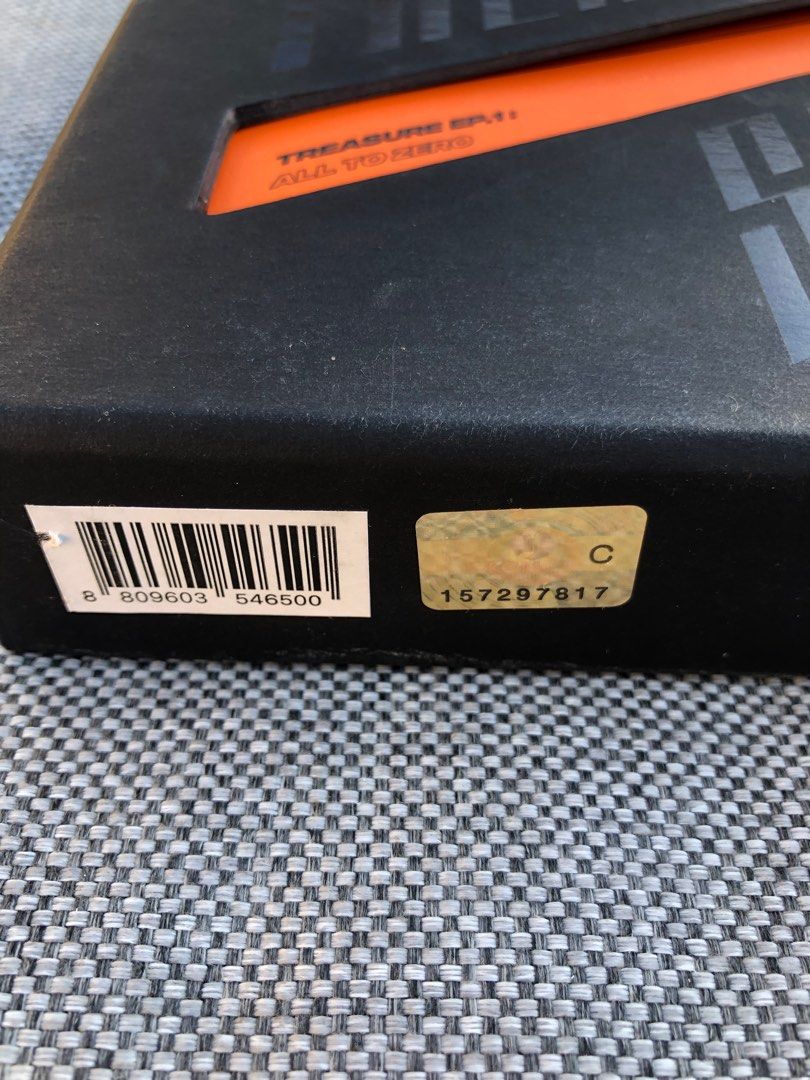 TREASURE EP.1 :
ALL TO ZERO
8 809603 546500
C
157297817